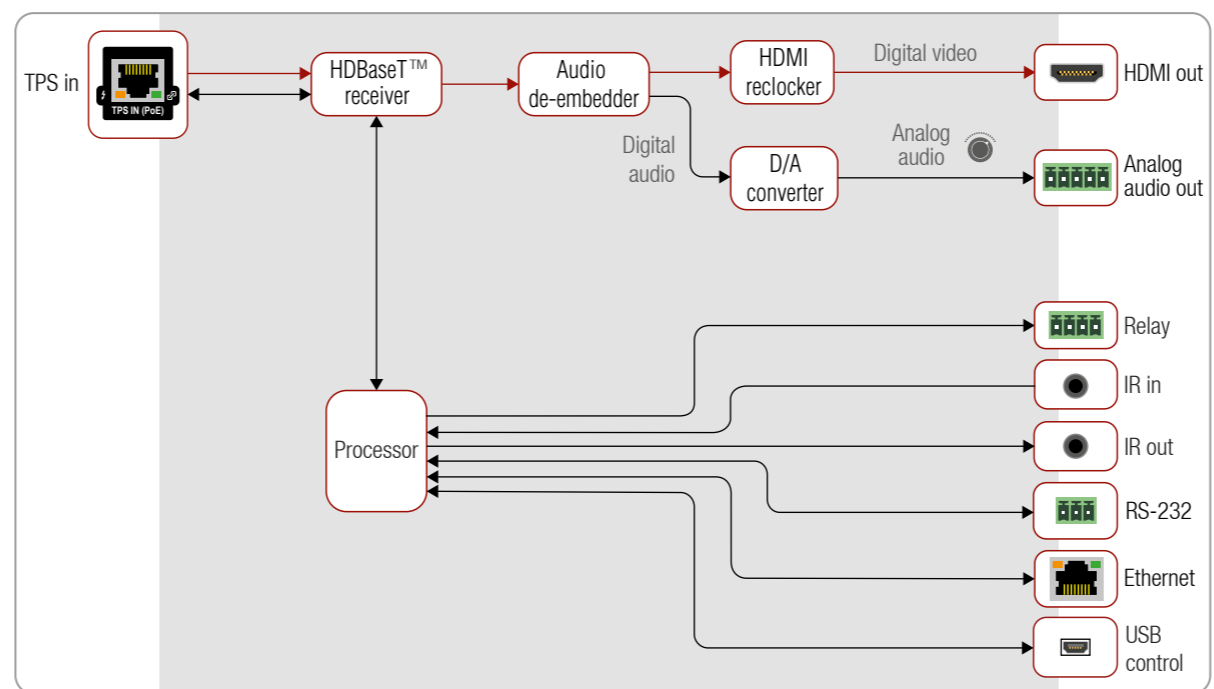 TPS in
TPS IN (PoE)
HDBaseT™
receiver
Audio
de-embedder
HDMI
reclocker
Digital video
HDMI out
Digital
audio
D/A
converter
Analog
audio
Analog
audio out
Relay
IR in
Processor
IR out
RS-232
Ethernet
USB
control